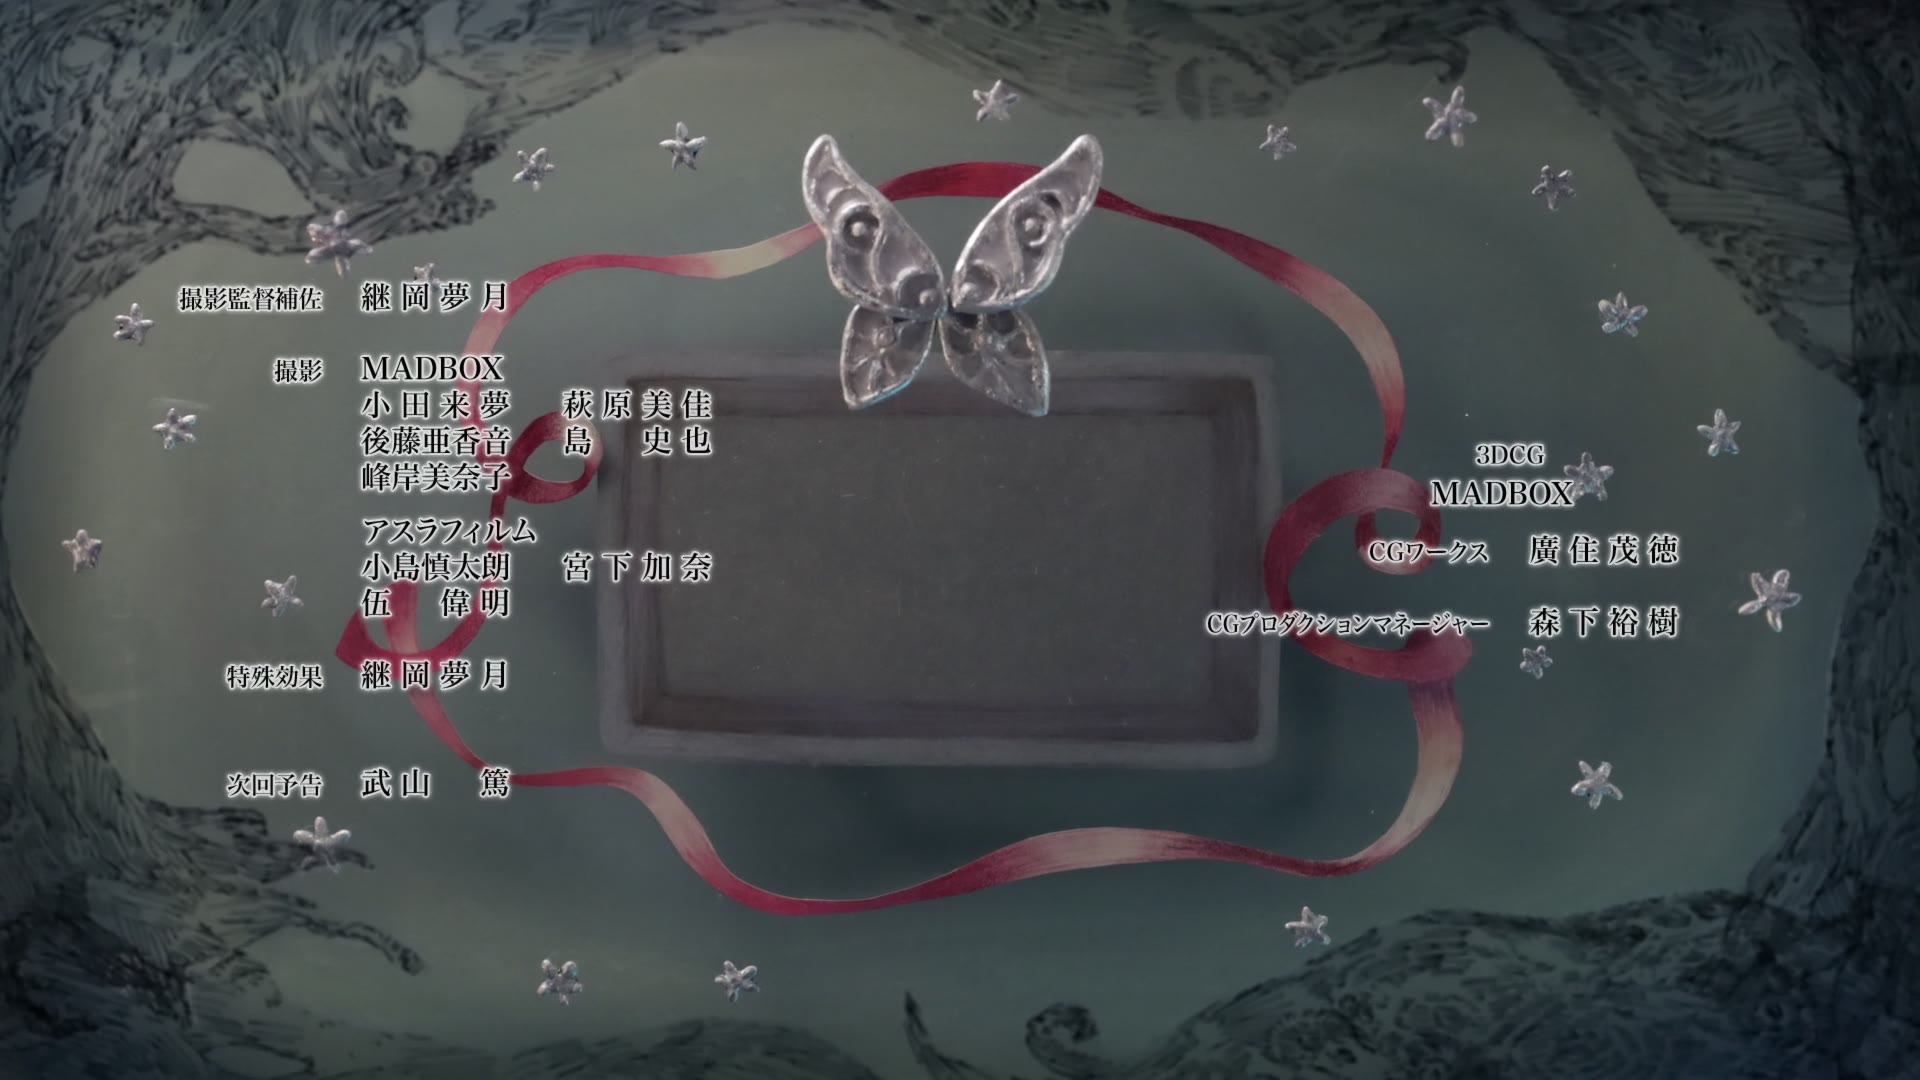 撮影監督補佐 継岡夢月
撮影 MADBOX
小田来夢 萩原美佳
後藤亜香音 島 史也
峰岸美奈子
アスラフィルム
小島慎太朗 宮下加奈
伍 偉明
特殊効果 継岡夢月
次回予告 武山 篤
3DCG
MADBOX
CGワークス 廣住茂徳
CGプロダクションマネージャー 森下裕樹